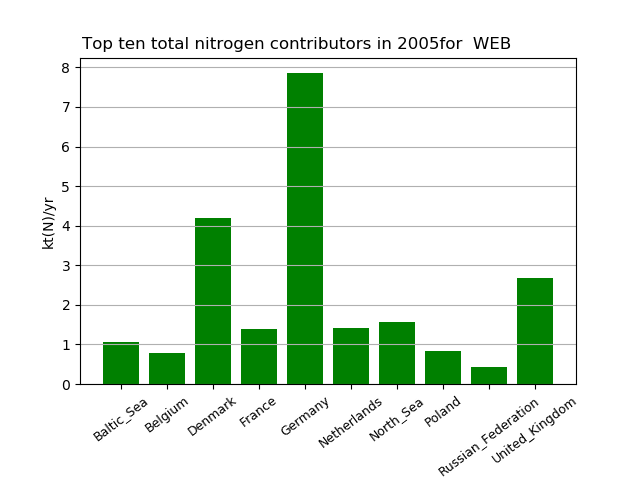 Top ten total nitrogen contributors in 2005for  WEB
8
7
6
5
4
3
2
1
0
kt(N)/yr
Baltic_Sea
Belgium
Denmark
France
Germany
Netherlands
North_Sea
Poland
Russian_Federation
United_Kingdom